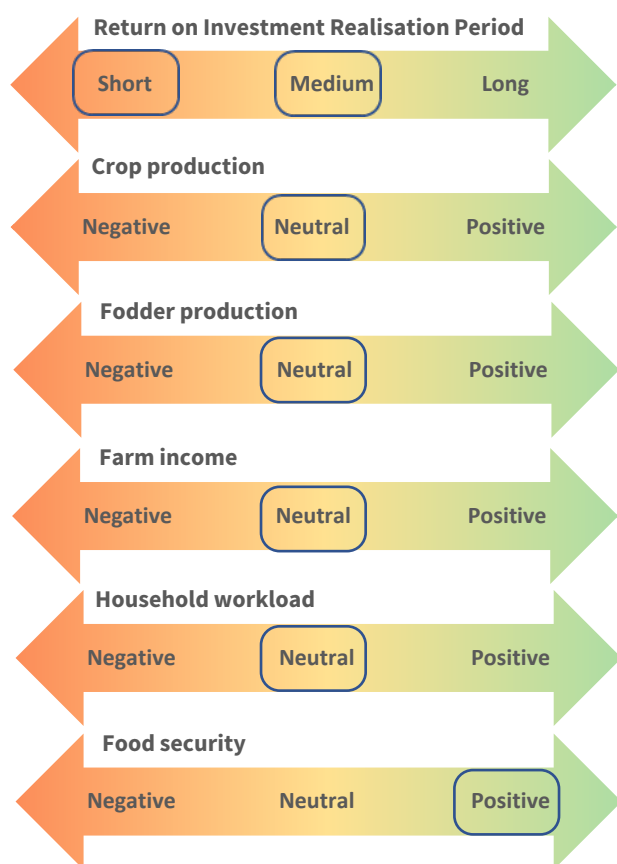 Return on Investment Realisation Period
Short Medium Long
Crop production
Negative Neutral Positive
Fodder production
Negative Neutral Positive
Farm income
Negative Neutral Positive
Household workload
Negative Neutral Positive
Food security
Negative Neutral Positive